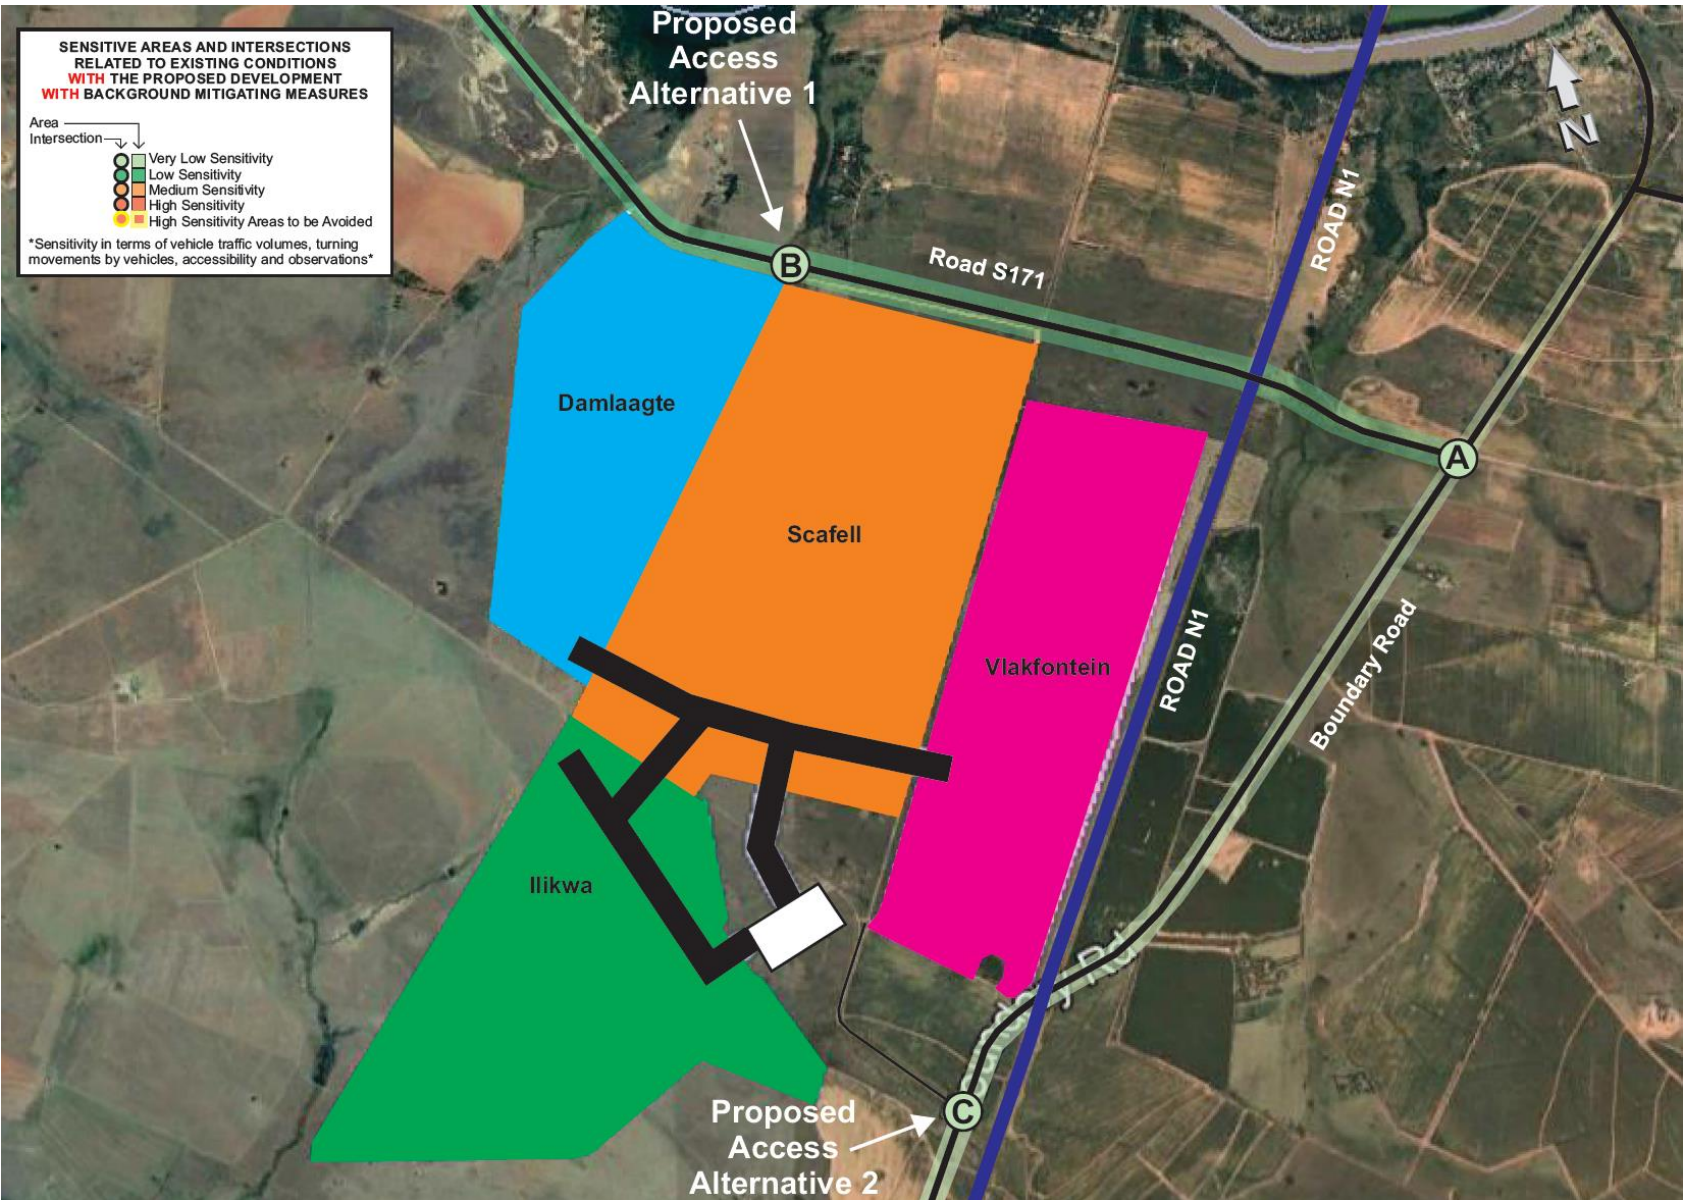 SENSITIVE AREAS AND INTERSECTIONS
RELATED TO EXISTING CONDITIONS
WITH THE PROPOSED DEVELOPMENT
WITH BACKGROUND MITIGATING MEASURES
Area
Intersection
Very Low Sensitivity
Low Sensitivity
Medium Sensitivity
High Sensitivity
High Sensitivity Areas to be Avoided
*Sensitivity in terms of vehicle traffic volumes, turning
movements by vehicles, accessibility and observations*
Proposed
Access
Alternative 1
N
ROAD N1
B
Road S171
A
Damlaagte
Scafell
Vlakfontein
ROAD N1
Boundary Road
Ilikwa
Rd
C
Proposed
Access
Alternative 2